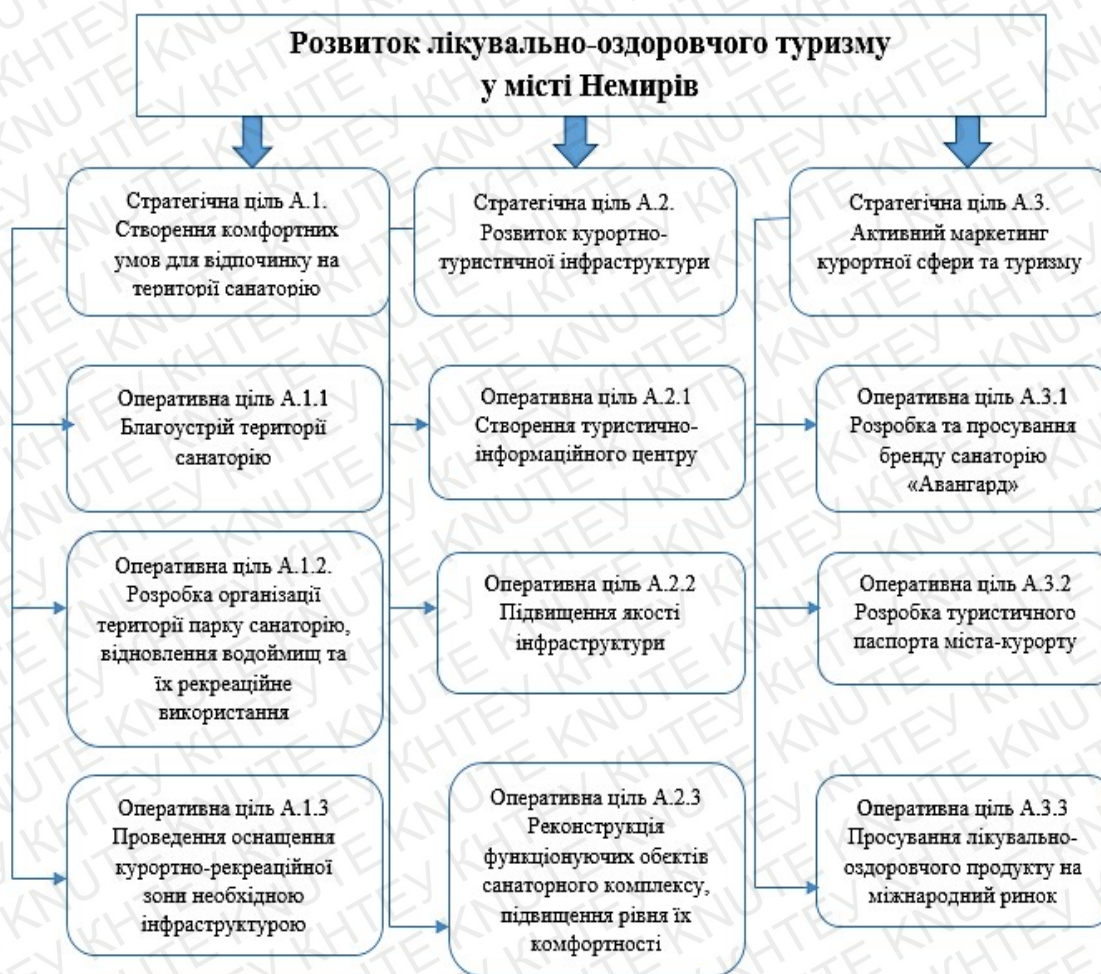 Розвиток лікувально-оздоровчого туризму
у місті Немирів
Стратегічна ціль А.1.
Створення комфортних
умов для відпочинку на
території санаторію
Стратегічна ціль А.2.
Розвиток курортно-
туристичної інфраструктури
Стратегічна ціль А.3.
Активний маркетинг
курортної сфери та туризму
Оперативна ціль А.1.1
Благоустрій території
санаторію
Оперативна ціль А.2.1
Створення туристично-
інформаційного центру
Оперативна ціль А.3.1
Розробка та просування
бренду санаторію
«Авангард»
Оперативна ціль А.1.2.
Розробка організації
території парку санаторію,
відновлення водоймищ та
їх рекреаційне
використання
Оперативна ціль А.2.2
Підвищення якості
інфраструктури
Оперативна ціль А.3.2
Розробка туристичного
паспорта міста-курорту
Оперативна ціль А.1.3
Проведення оснащення
курортно-рекреаційної
зони необхідною
інфраструктурою
Оперативна ціль А.2.3
Реконструкція
функціонуючих обєктів
санаторного комплексу,
підвищення рівня їх
комфортності
Оперативна ціль А.3.3
Просування лікувально-
оздоровчого продукту на
міжнародний ринок